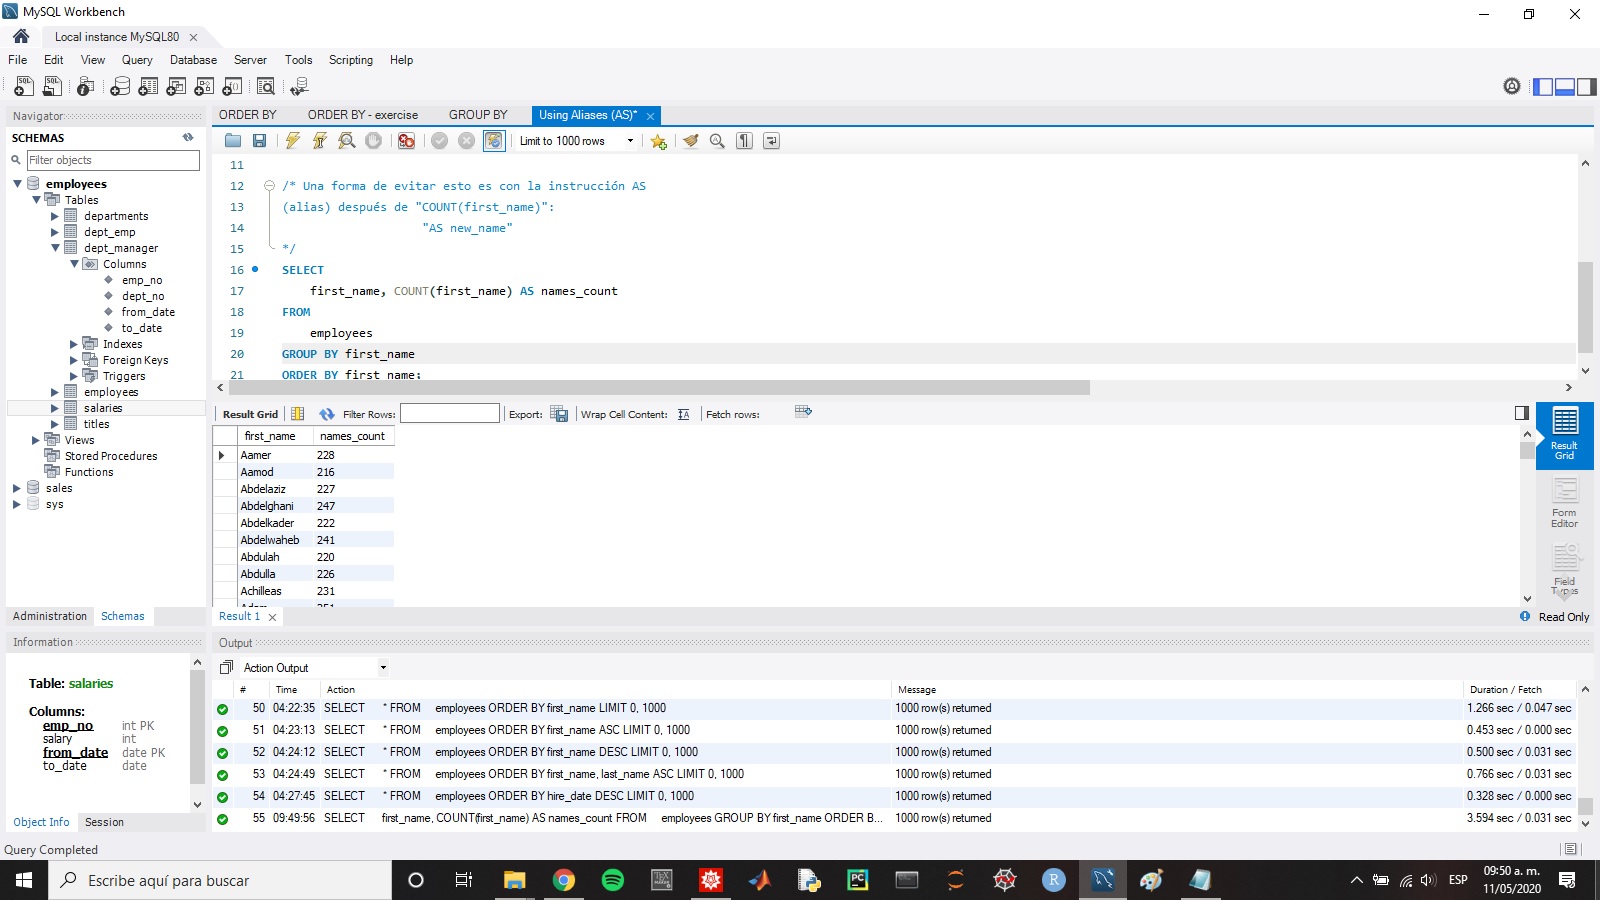 MySQL Workbench
Local instance MySQL80
File Edit View Query Database Server Tools Scripting Help
Navigator
SCHEMAS
Filter objects
employees
Tables
departments
dept_emp
dept_manager
Columns
emp_no
dept_no
from_date
to_date
Indexes
Foreign Keys
Triggers
employees
salaries
titles
Views
Stored Procedures
Functions
sales
sys
Administration Schemas
Information
Table: salaries
Columns:
emp_no int PK
salary int
from_date date PK
to_date date
Object Info Session
ORDER BY ORDER BY - exercise GROUP BY Using Aliases (AS)*
Limit to 1000 rows
11
12 /* Una forma de evitar esto es con la instrucción AS
13 (alias) después de "COUNT(first_name)":
14 "AS new_name"
15 */
16 SELECT
17 first_name, COUNT(first_name) AS names_count
18 FROM
19 employees
20 GROUP BY first_name
21 ORDER BY first_name;
Result Grid Filter Rows: Export: Wrap Cell Content: Fetch rows:
first_name names_count
Aamer 228
Aamod 216
Abdelaziz 227
Abdelghani 247
Abdelkader 222
Abdelwaheb 241
Abdulah 220
Abdulla 226
Achilleas 231
Result Grid
Form Editor
Field Types
Result 1
Read Only
Output
Action Output
# Time Action Message Duration / Fetch
50 04:22:35 SELECT * FROM employees ORDER BY first_name LIMIT 0, 1000 1000 row(s) returned 1.266 sec / 0.047 sec
51 04:23:13 SELECT * FROM employees ORDER BY first_name ASC LIMIT 0, 1000 1000 row(s) returned 0.453 sec / 0.000 sec
52 04:24:12 SELECT * FROM employees ORDER BY first_name DESC LIMIT 0, 1000 1000 row(s) returned 0.500 sec / 0.031 sec
53 04:24:49 SELECT * FROM employees ORDER BY first_name, last_name ASC LIMIT 0, 1000 1000 row(s) returned 0.766 sec / 0.031 sec
54 04:27:45 SELECT * FROM employees ORDER BY hire_date DESC LIMIT 0, 1000 1000 row(s) returned 0.328 sec / 0.000 sec
55 09:49:56 SELECT first_name, COUNT(first_name) AS names_count FROM employees GROUP BY first_name ORDER B... 1000 row(s) returned 3.594 sec / 0.031 sec
Query Completed
Escribe aquí para buscar
ESP
09:50 a. m.
11/05/2020